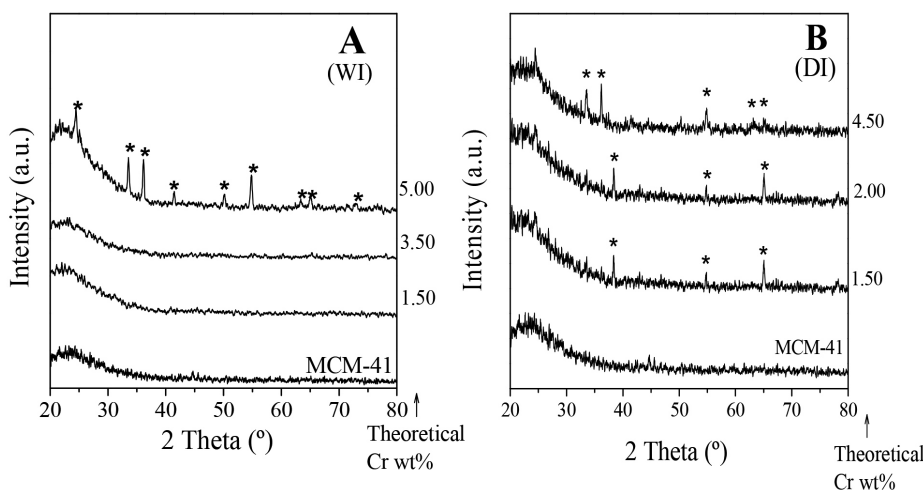 A
(WI)
* * * * * * * * *
5.00
3.50
1.50
MCM-41
Intensity (a.u.)
20 30 40 50 60 70 80
2 Theta (º)
↑
Theoretical
Cr wt%
B
(DI)
* * * * *
4.50
* * *
2.00
* * *
1.50
MCM-41
Intensity (a.u.)
20 30 40 50 60 70 80
2 Theta (º)
↑
Theoretical
Cr wt%